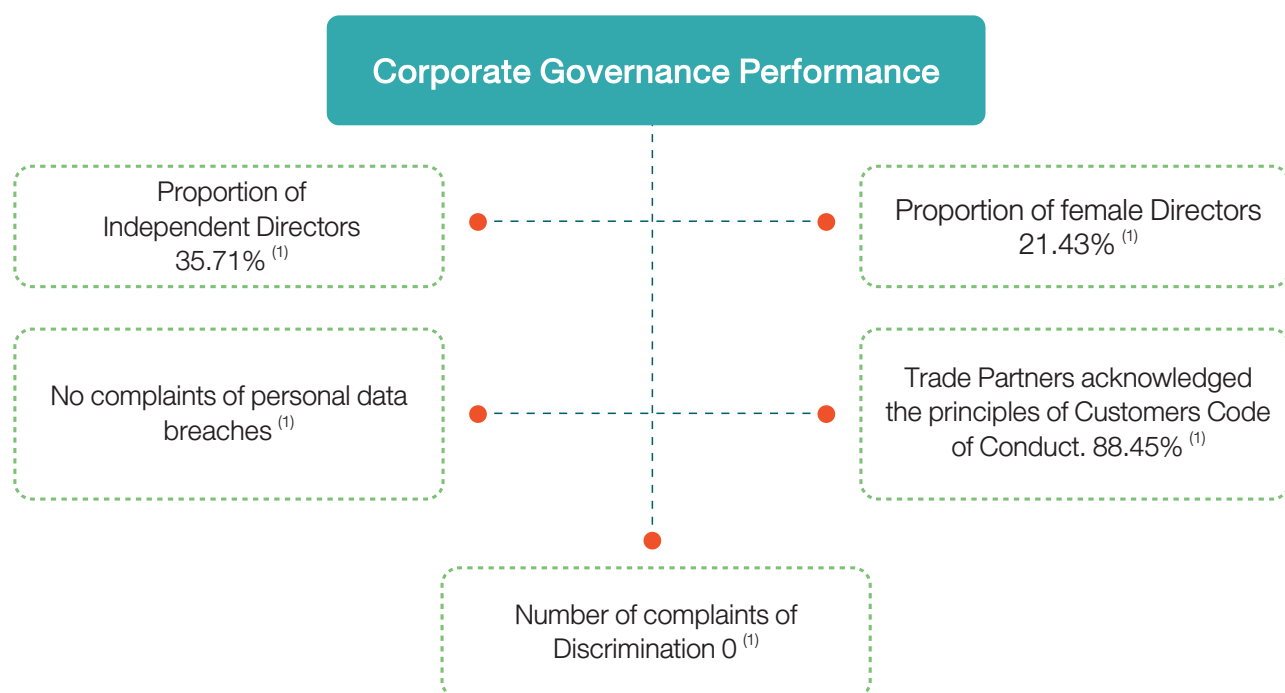 Corporate Governance Performance
Proportion of
Independent Directors
35.71% (1)
Proportion of female Directors
21.43% (1)
No complaints of personal data
breaches (1)
Trade Partners acknowledged
the principles of Customers Code
of Conduct. 88.45% (1)
Number of complaints of
Discrimination 0 (1)